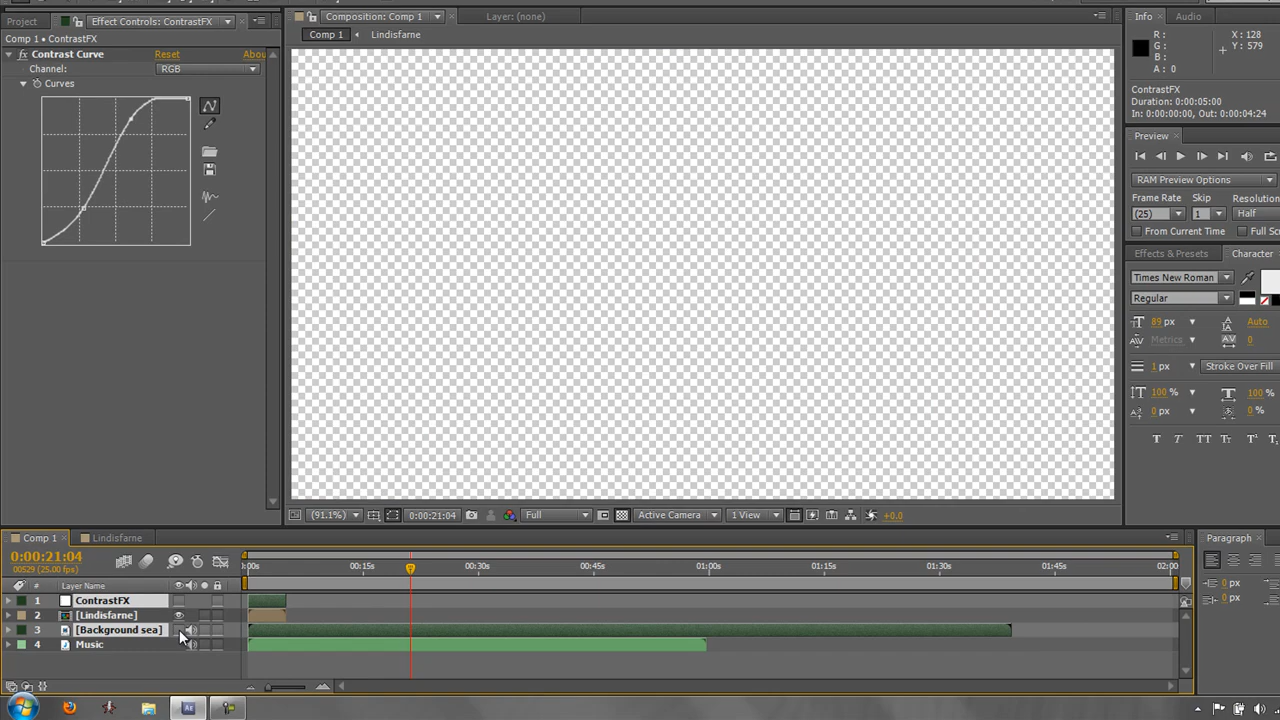 Project
Effect Controls: ContrastFX
Composition: Comp 1
Layer: (none)
Info
Audio
Comp 1 • ContrastFX
Comp 1
Lindisfarne
fx Contrast Curve
Reset
Abou
Channel:
RGB
Curves
R :
G :
B :
A : 0
X : 128
Y : 579
ContrastFX
Duration: 0:00:05:00
In: 0:00:00:00, Out: 0:00:04:24
Preview
RAM Preview Options
Frame Rate
Skip
Resolution
(25)
1
Half
From Current Time
Full Scr
Effects & Presets
Character
Times New Roman
Regular
89 px
Auto
Metrics
0
1 px
Stroke Over Fill
100 %
100 %
0 px
0 %
T
T
TT
Tr
(91.1%)
0:00:21:04
Full
Active Camera
1 View
+0.0
Comp 1
Lindisfarne
Paragraph
0:00:21:04
00529 (25.00 fps)
:00s
00:15s
00:30s
00:45s
01:00s
01:15s
01:30s
01:45s
02:00
#
Layer Name
1
ContrastFX
2
[Lindisfarne]
3
[Background sea]
4
Music
0 px
0 px
Ae